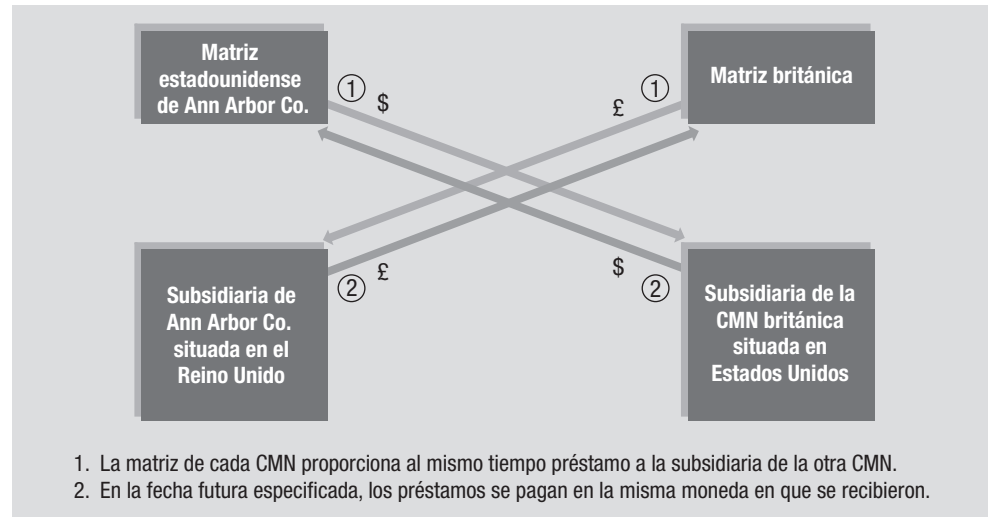 Matriz
estadounidense
de Ann Arbor Co.
① $
£ ①
Matriz británica
Subsidiaria de
Ann Arbor Co.
situada en el
Reino Unido
② £
$ ②
Subsidiaria de la
CMN británica
situada en
Estados Unidos
1. La matriz de cada CMN proporciona al mismo tiempo préstamo a la subsidiaria de la otra CMN.
2. En la fecha futura especificada, los préstamos se pagan en la misma moneda en que se recibieron.